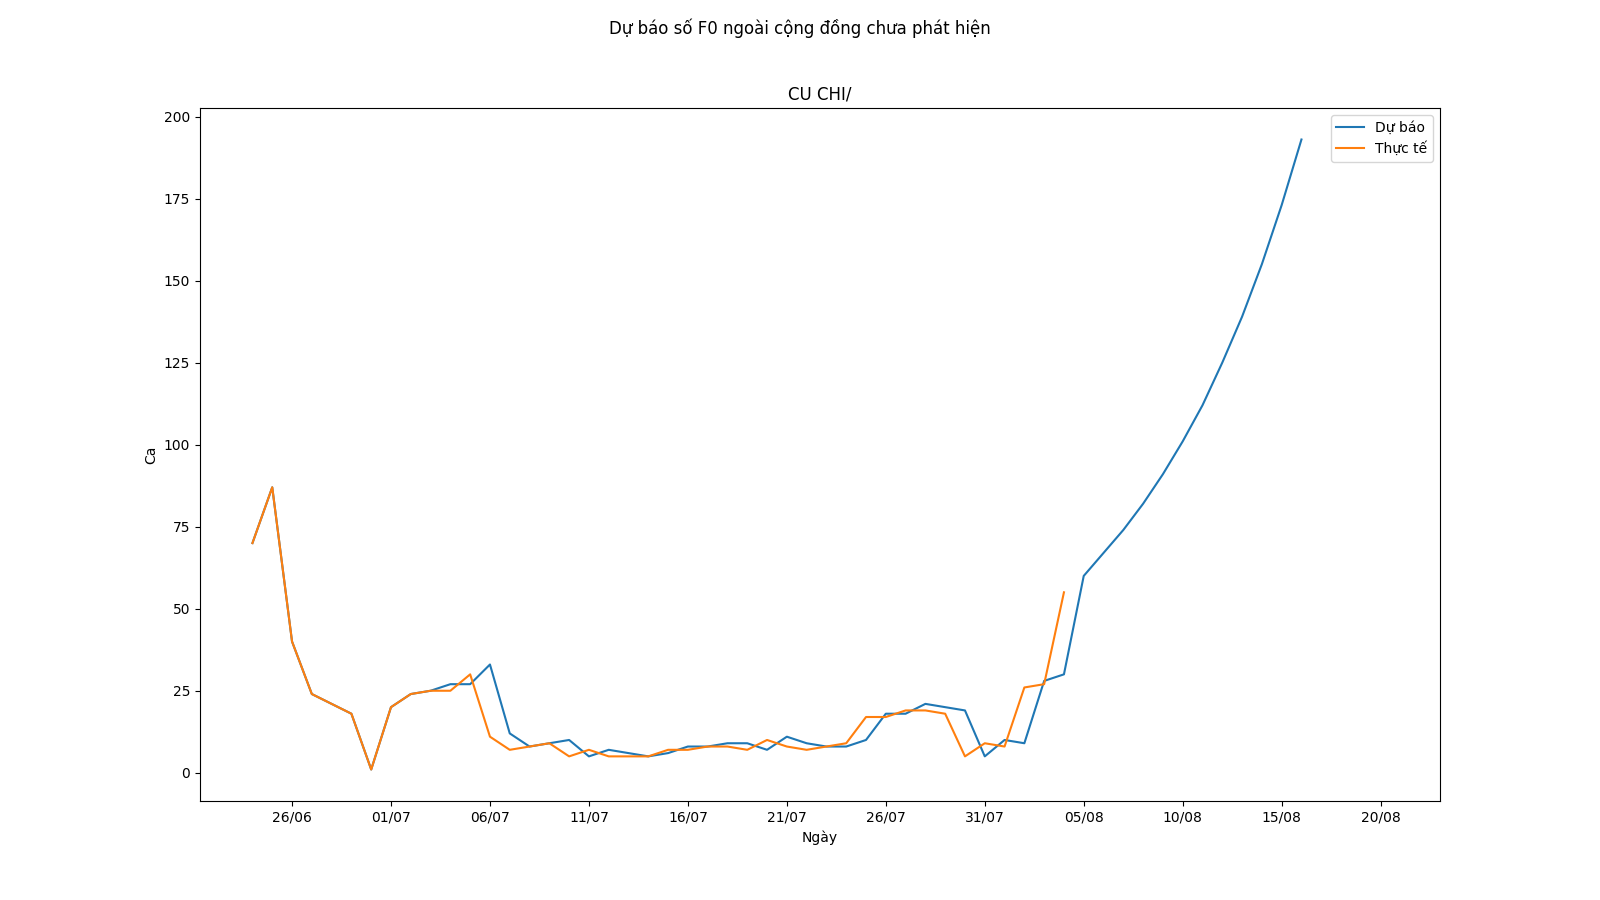 Dự báo số F0 ngoài cộng đồng chưa phát hiện
CU CHI/
200
175
150
125
100
75
50
25
0
Ca
Dự báo
Thực tế
26/06 01/07 06/07 11/07 16/07 21/07 26/07 31/07 05/08 10/08 15/08 20/08
Ngày